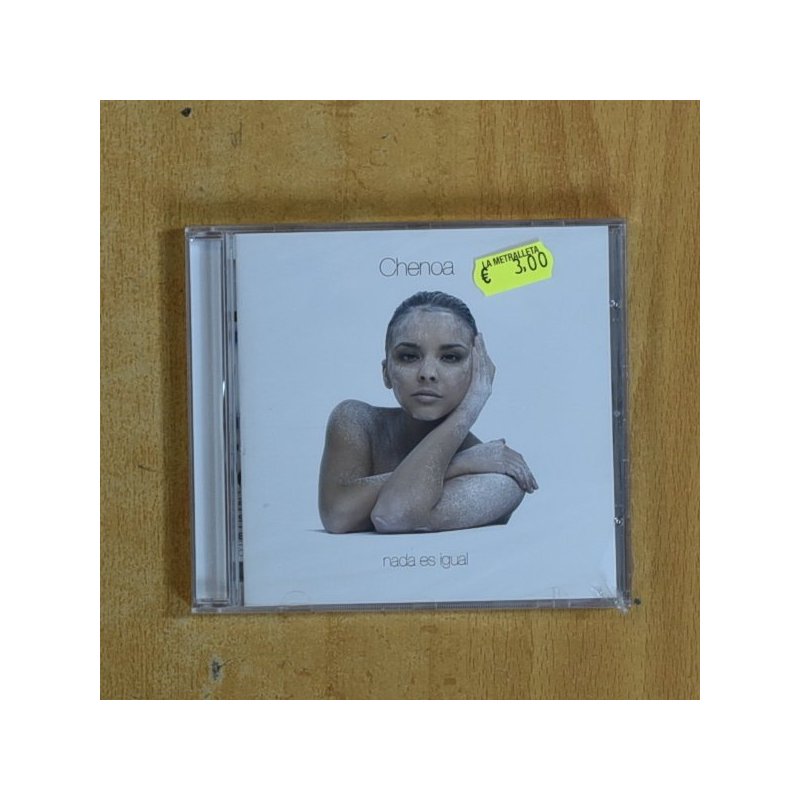 Chenoa
LA METRALLETA
€ 3.00
nada es igual